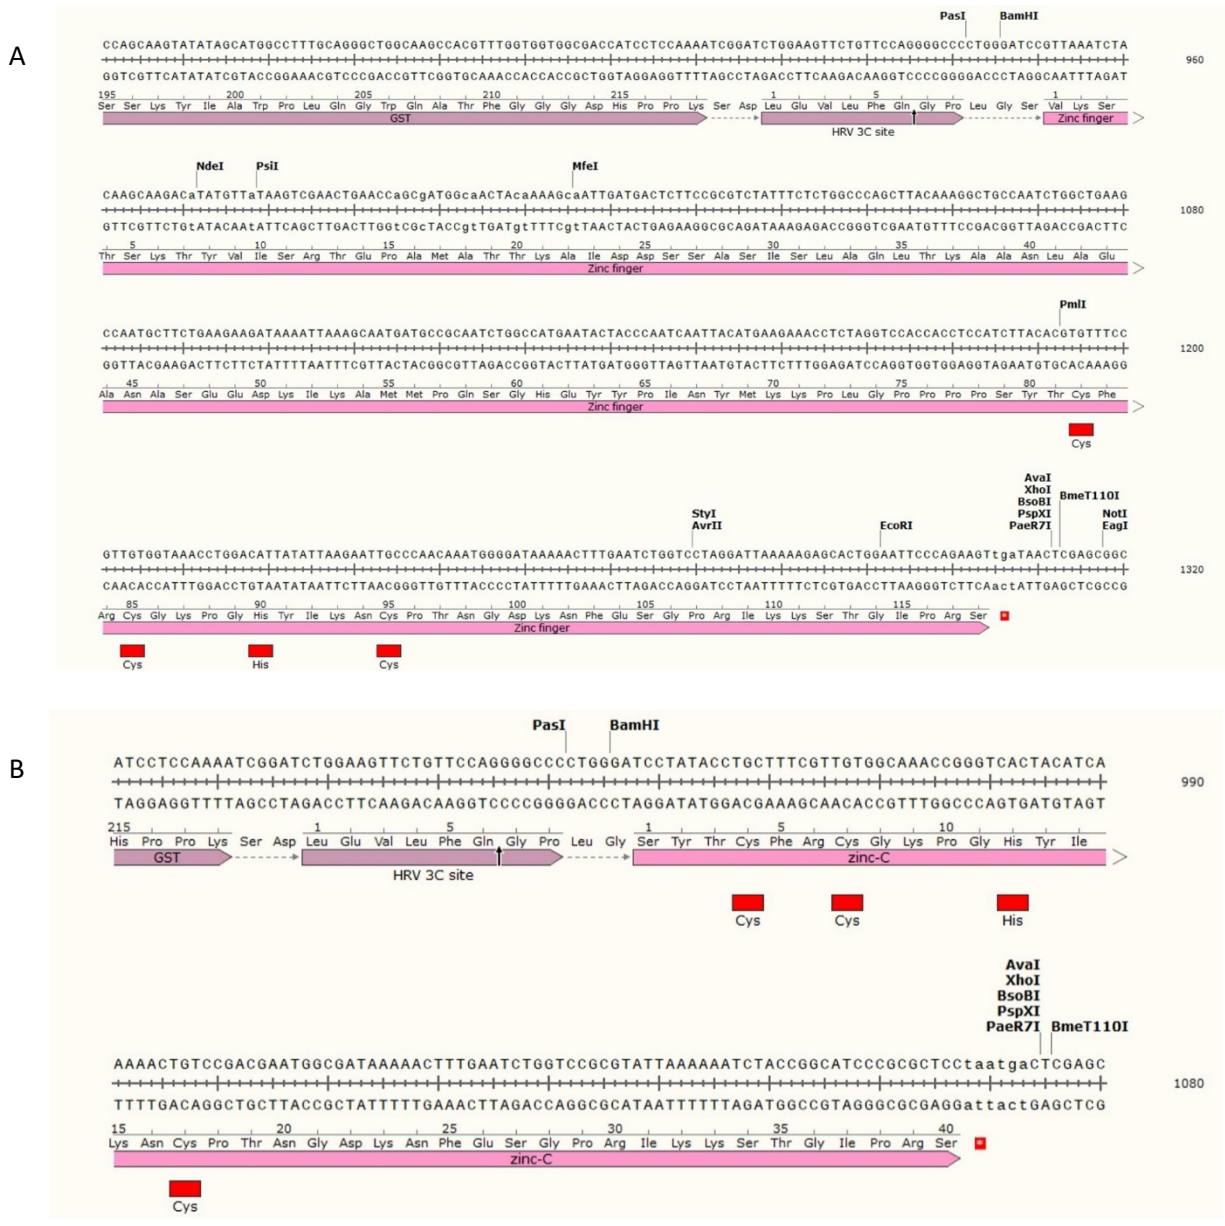 A
PasI BamHI
CCAGCAAGTATATAGCATGGCCTTTGCAGGGCTGGCAAGCCACGTTTGGTGGTGGCGACCATCCTCCAAAATCGGATCTGGAAGTTCTGTTCCAGGGGCCCCTGGGATCCGTTAAATCTA
960
GGTCGTTCATATATCGTACCGGAAACGTCCCGACCGTTCGGTGCAAACCACCACCGCTGGTAGGAGGTTTTAGCCTAGACCTTCAAGACAAGGTCCCCGGGGACCCTAGGCAATTTAGAT
195 200 205 210 215 1 5 1
Ser Ser Lys Tyr Ile Ala Trp Pro Leu Gln Gly Trp Gln Ala Thr Phe Gly Gly Gly Asp His Pro Pro Lys Ser Asp Leu Glu Val Leu Phe Gln Gly Pro Leu Gly Ser Val Lys Ser
GST Zinc finger
HRV 3C site
NdeI PsiI MfeI
CAAGCAAGACaTATGTTaTAAGTCGAACTGAACCagCgATGGcaACTAcaAAAGcaATTGATGACTCTTCCGCGTCTATTTCTCTGGCCCAGCTTACAAAGGCTGCCAATCTGGCTGAAG
1080
GTTCGTTCTGtATACAAtATTCAGCTTGACTTGGtcGcTACCgtTGATgtTTTCgtTAACTACTGAGAAGGCGCAGATAAAGAGACCGGGTCGAATGTTTCCGACGGTTAGACCGACTTC
5 10 15 20 25 30 35 40
Thr Ser Lys Thr Tyr Val Ile Ser Arg Thr Glu Pro Ala Met Ala Thr Thr Lys Ala Ile Asp Asp Ser Ser Ala Ser Ile Ser Leu Ala Gln Leu Thr Lys Ala Ala Asn Leu Ala Glu
Zinc finger
PmlI
CCAATGCTTCTGAAGAAGATAAAATTAAAGCAATGATGCCGCAATCTGGCCATGAATACTACCCAATCAATTACATGAAGAAACCTCTAGGTCCACCACCTCCATCTTACACGTGTTTCC
1200
GGTTACGAAGACTTCTTCTATTTTAATTTCGTTACTACGGCGTTAGACCGGTACTTATGATGGGTTAGTTAATGTACTTCTTTGGAGATCCAGGTGGTGGAGGTAGAATGTGCACAAAGG
45 50 55 60 65 70 75 80
Ala Asn Ala Ser Glu Glu Asp Lys Ile Lys Ala Met Met Pro Gln Ser Gly His Glu Tyr Tyr Pro Ile Asn Tyr Met Lys Lys Pro Leu Gly Pro Pro Pro Pro Ser Tyr Thr Cys Phe
Zinc finger
Cys
AvaI
XhoI
BsoBI BmeT110I
StyI PspXI NotI
AvrII EcoRI PaeR7I EagI
GTTGTGGTAAACCTGGACATTATATTAAGAATTGCCCAACAAATGGGGATAAAAACTTTGAATCTGGTCCTAGGATTAAAAAGAGCACTGGAATTCCCAGAAGTtgaTAACTCGAGCGGC
1320
CAACACCATTTGGACCTGTAATATAATTCTTAACGGGTTGTTTACCCCTATTTTTGAAACTTAGACCAGGATCCTAATTTTTCTCGTGACCTTAAGGGTCTTCAactATTGAGCTCGCCG
85 90 95 100 105 110 115
Arg Cys Gly Lys Pro Gly His Tyr Ile Lys Asn Cys Pro Thr Asn Gly Asp Lys Asn Phe Glu Ser Gly Pro Arg Ile Lys Lys Ser Thr Gly Ile Pro Arg Ser *
Zinc finger
Cys His Cys
B
PasI BamHI
ATCCTCCAAAATCGGATCTGGAAGTTCTGTTCCAGGGGCCCCTGGGATCCTATACCTGCTTTCGTTGTGGCAAACCGGGTCACTACATCA
990
TAGGAGGTTTTAGCCTAGACCTTCAAGACAAGGTCCCCGGGGACCCTAGGATATGGACGAAAGCAACACCGTTTGGCCCAGTGATGTAGT
215 1 5 1 5 10
His Pro Pro Lys Ser Asp Leu Glu Val Leu Phe Gln Gly Pro Leu Gly Ser Tyr Thr Cys Phe Arg Cys Gly Lys Pro Gly His Tyr Ile
GST zinc-C
HRV 3C site
Cys Cys His
AvaI
XhoI
BsoBI
PspXI
PaeR7I BmeT110I
AAAACTGTCCGACGAATGGCGATAAAAACTTTGAATCTGGTCCGCGTATTAAAAAATCTACCGGCATCCCGCGCTCCtaatgaCTCGAGC
1080
TTTTGACAGGCTGCTTACCGCTATTTTTGAAACTTAGACCAGGCGCATAATTTTTTAGATGGCCGTAGGGCGCGAGGattactGAGCTCG
15 20 25 30 35 40
Lys Asn Cys Pro Thr Asn Gly Asp Lys Asn Phe Glu Ser Gly Pro Arg Ile Lys Lys Ser Thr Gly Ile Pro Arg Ser *
zinc-C
Cys